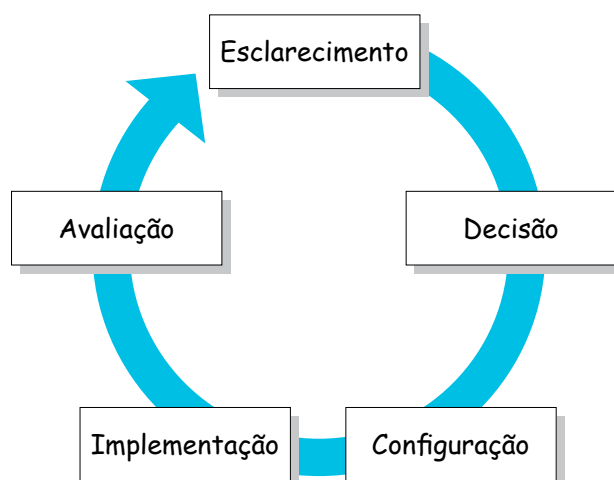 Esclarecimento
Decisão
Configuração
Implementação
Avaliação